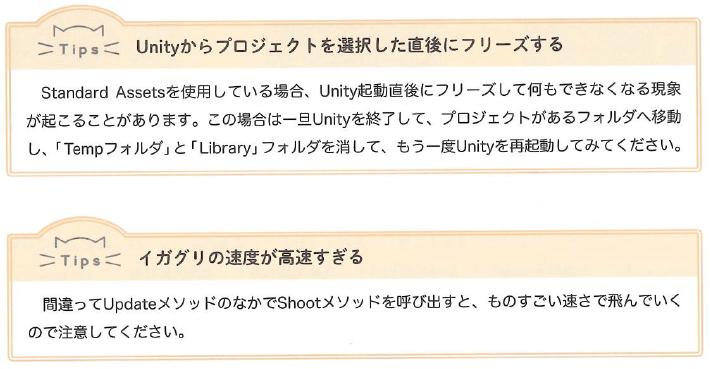 Tips Unityからプロジェクトを選択した直後にフリーズする
Standard Assetsを使用している場合、Unity起動直後にフリーズして何もできなくなる現象
が起こることがあります。この場合は一旦Unityを終了して、プロジェクトがあるフォルダへ移動
し、「Tempフォルダ」と「Library」フォルダを消して、もう一度Unityを再起動してみてください。
Tips イガグリの速度が高速すぎる
間違ってUpdateメソッドのなかでShootメソッドを呼び出すと、ものすごい速さで飛んでいく
ので注意してください。